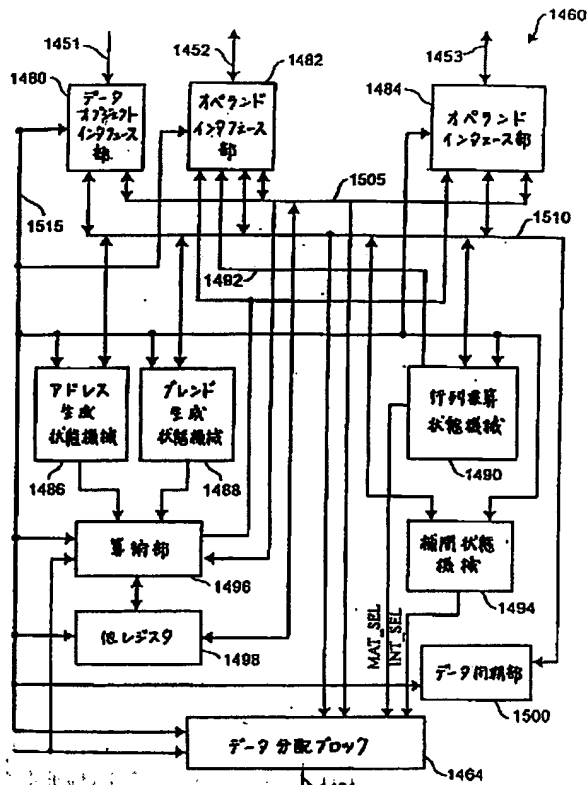 1460
1451
1452
1482
1453
1480
1484
データ
オブジェクト
インタフェース
部
オペランド
インタフェース
部
オペランド
インタフェース部
1505
1515
1510
1492
アドレス
生成
状態機械
ブレンド
生成
状態機械
行列乗算
状態機械
1486
1488
1490
算術部
1496
補間状態
機械
1494
他レジスタ
1498
MAT_SEL
INT_SEL
データ同期部
1500
データ分配ブロック
1464